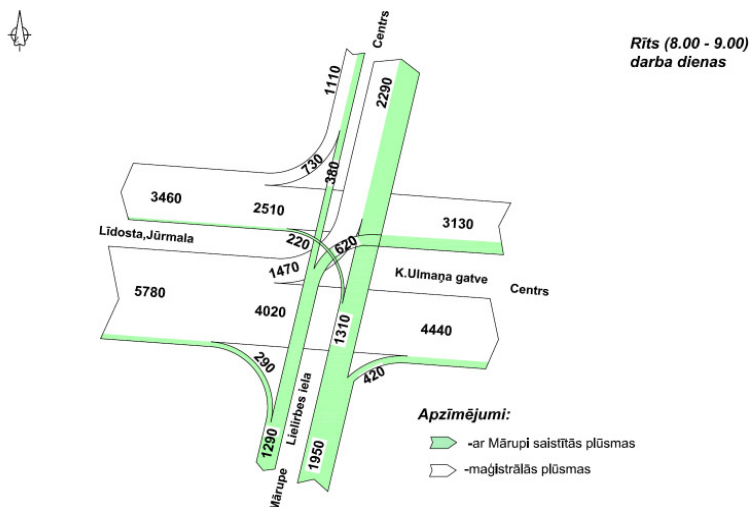 Centrs
Rīts (8.00 - 9.00)
darba dienas
1110
2290
730
380
3460
2510
3130
Līdosta,Jūrmala
220
620
1470
K.Ulmaņa gatve
Centrs
5780
4020
1310
4440
290
420
Lielirbes iela
Apzīmējumi:
-ar Mārupi saistītās plūsmas
-maģistrālās plūsmas
1290
1950
Mārupe